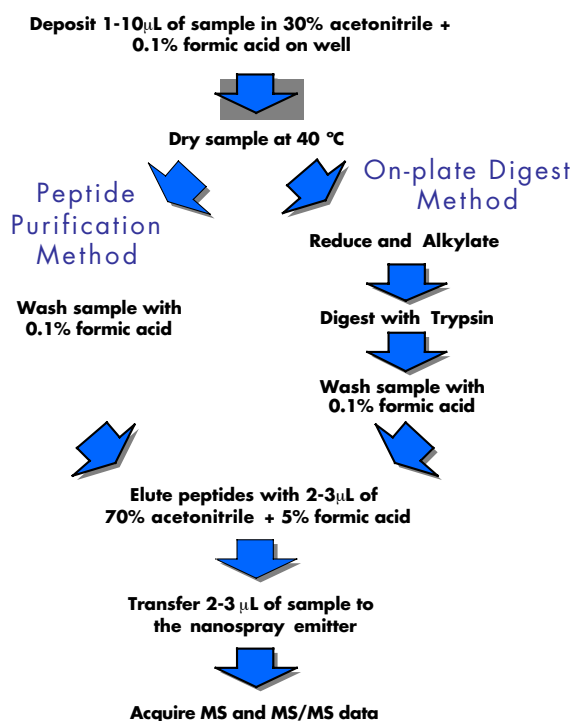 Deposit 1-10μL of sample in 30% acetonitrile +
0.1% formic acid on well
Dry sample at 40 ºC
Peptide
Purification
Method
Wash sample with
0.1% formic acid
On-plate Digest
Method
Reduce and Alkylate
Digest with Trypsin
Wash sample with
0.1% formic acid
Elute peptides with 2-3μL of
70% acetonitrile + 5% formic acid
Transfer 2-3 μL of sample to
the nanospray emitter
Acquire MS and MS/MS data